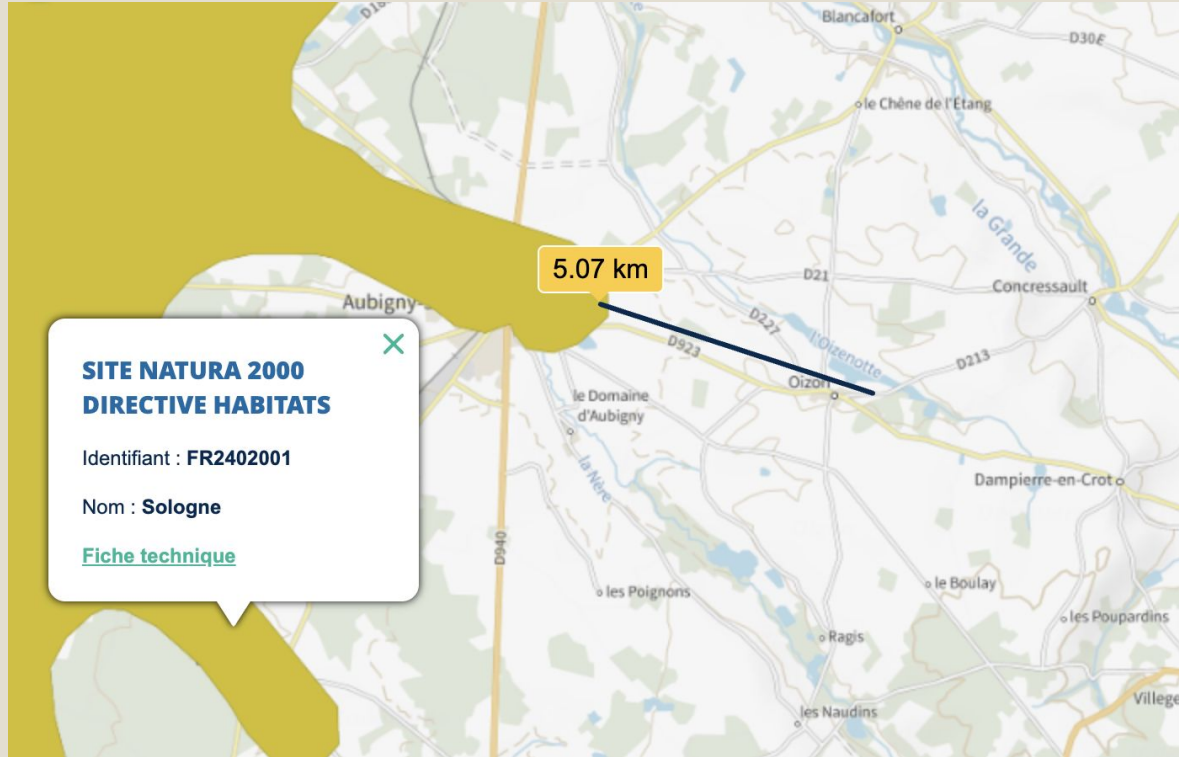 Blancafort
D30E
le Chêne de l'Étang
la Grande
5.07 km
D21
Concressault
Aubigny-
D227
l'Oizenotte
D923
D213
Oizon
SITE NATURA 2000
DIRECTIVE HABITATS
Identifiant : FR2402001
Nom : Sologne
Fiche technique
le Domaine
d'Aubigny
la Nère
Dampierre-en-Crot
D940
les Poignons
le Boulay
les Poupardins
Ragis
les Naudins
Villege